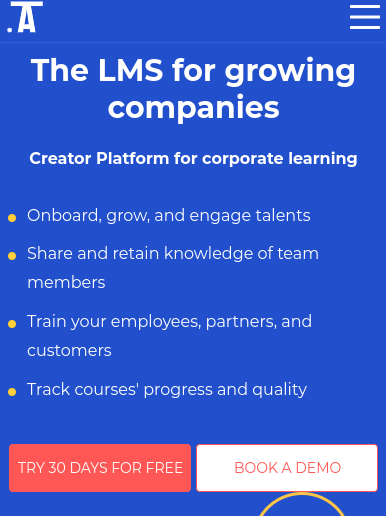 The LMS for growing
companies
Creator Platform for corporate learning
Onboard, grow, and engage talents
Share and retain knowledge of team
members
Train your employees, partners, and
customers
Track courses' progress and quality
TRY 30 DAYS FOR FREE
BOOK A DEMO